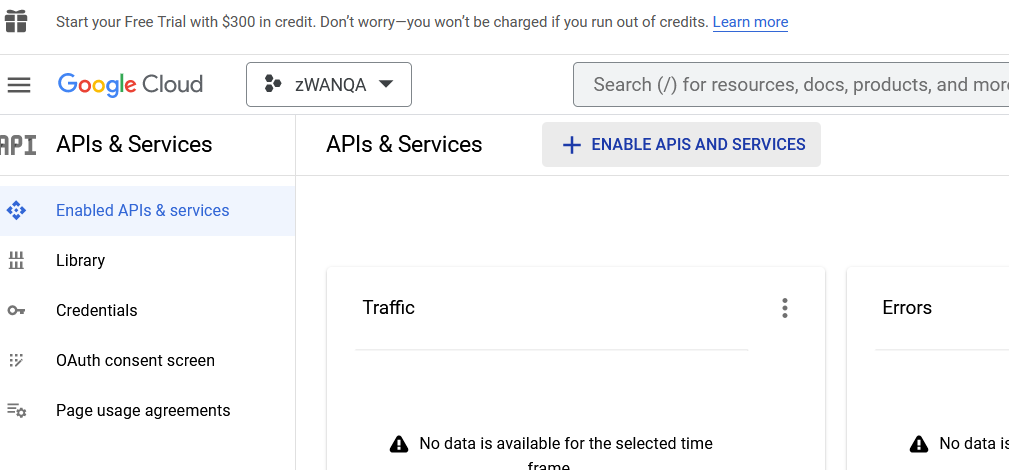 Start your Free Trial with $300 in credit. Don’t worry—you won’t be charged if you run out of credits. Learn more
Google Cloud
zWANQA
Search (/) for resources, docs, products, and more
API
APIs & Services
APIs & Services
ENABLE APIS AND SERVICES
Enabled APIs & services
Library
Credentials
OAuth consent screen
Page usage agreements
Traffic
Errors
No data is available for the selected time
frame
No data is